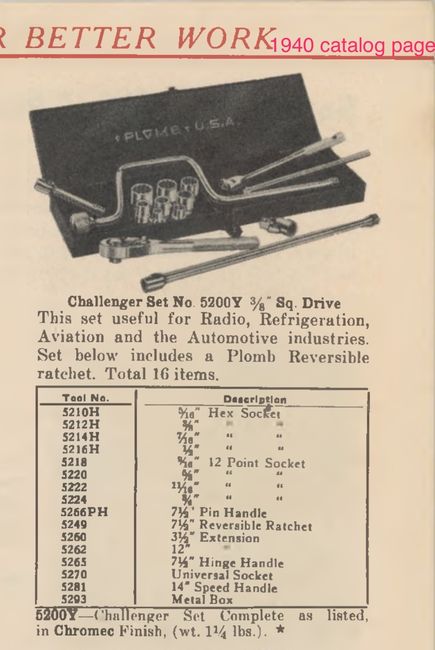 R BETTER WORK
1940 catalog page
PLOMB U.S.A.
Challenger Set No. 5200Y 3/8" Sq. Drive
This set useful for Radio, Refrigeration,
Aviation and the Automotive industries.
Set below includes a Plomb Reversible
ratchet. Total 16 items.
Tool No. Description
5210H 5/16" Hex Socket
5212H 3/8" " "
5214H 7/16" " "
5216H 1/2" " "
5218 9/16" 12 Point Socket
5220 5/8" " "
5222 11/16" " "
5224 3/4" " "
5266PH 7½" Pin Handle
5249 7½" Reversible Ratchet
5260 3½" Extension
5262 12" "
5265 7½" Hinge Handle
5270 Universal Socket
5281 14" Speed Handle
5293 Metal Box
5200Y—Challenger Set Complete as listed,
in Chromec Finish, (wt. 1¼ lbs.). ★